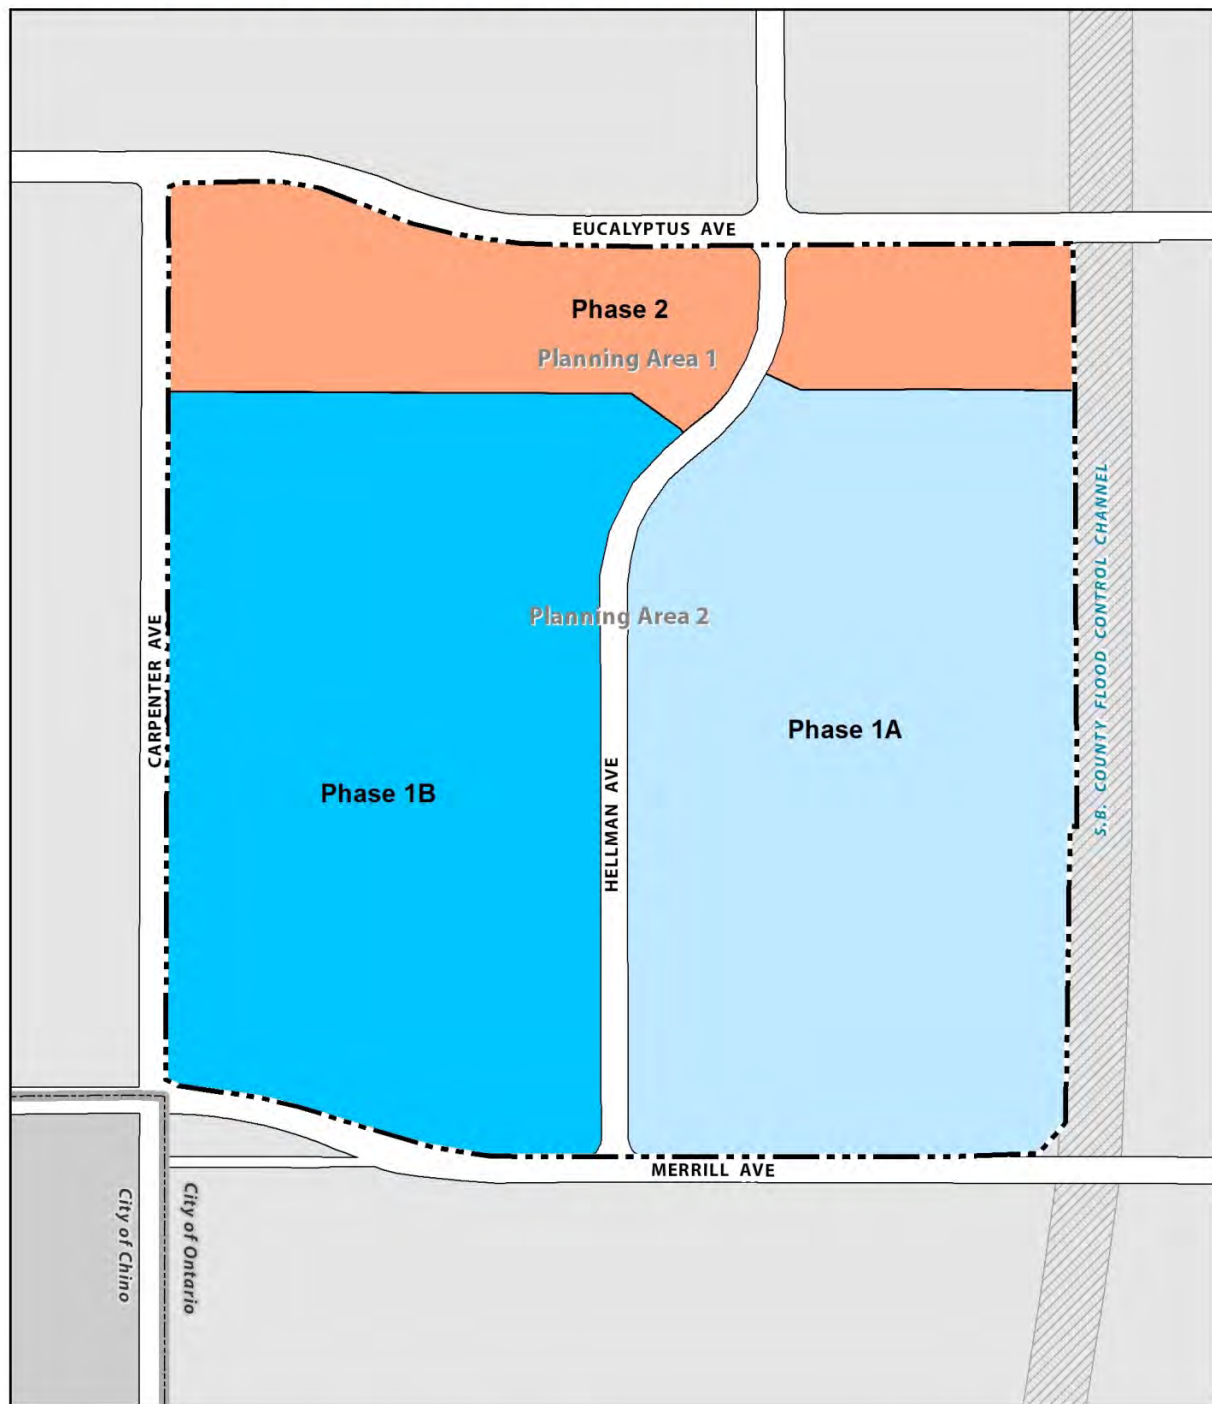 EUCALYPTUS AVE
Phase 2
Planning Area 1
S.B. COUNTY FLOOD CONTROL CHANNEL
Planning Area 2
CARPENTER AVE
Phase 1A
Phase 1B
HELLMAN AVE
MERRILL AVE
City of Chino
City of Ontario